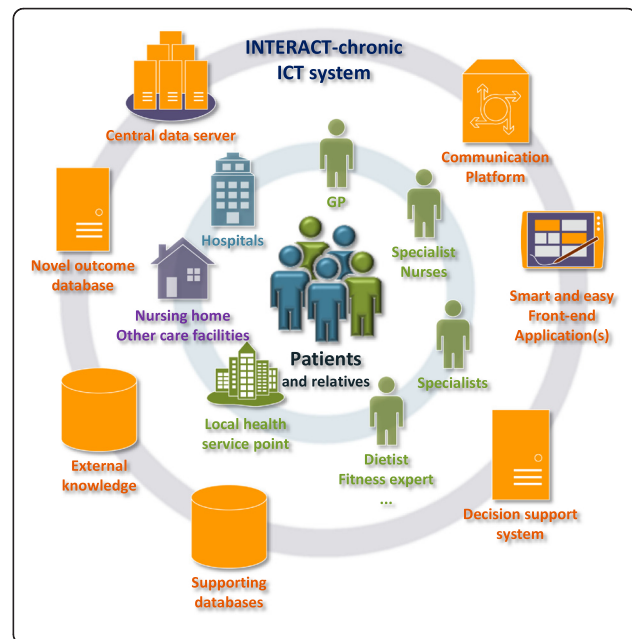 INTERACT-chronic
ICT system
Central data server
Communication
Platform
GP
Hospitals
Specialist
Nurses
Novel outcome
database
Nursing home
Other care facilities
Smart and easy
Front-end
Application(s)
Patients
and relatives
Specialists
Local health
service point
Dietist
Fitness expert
...
External
knowledge
Decision support
system
Supporting
databases